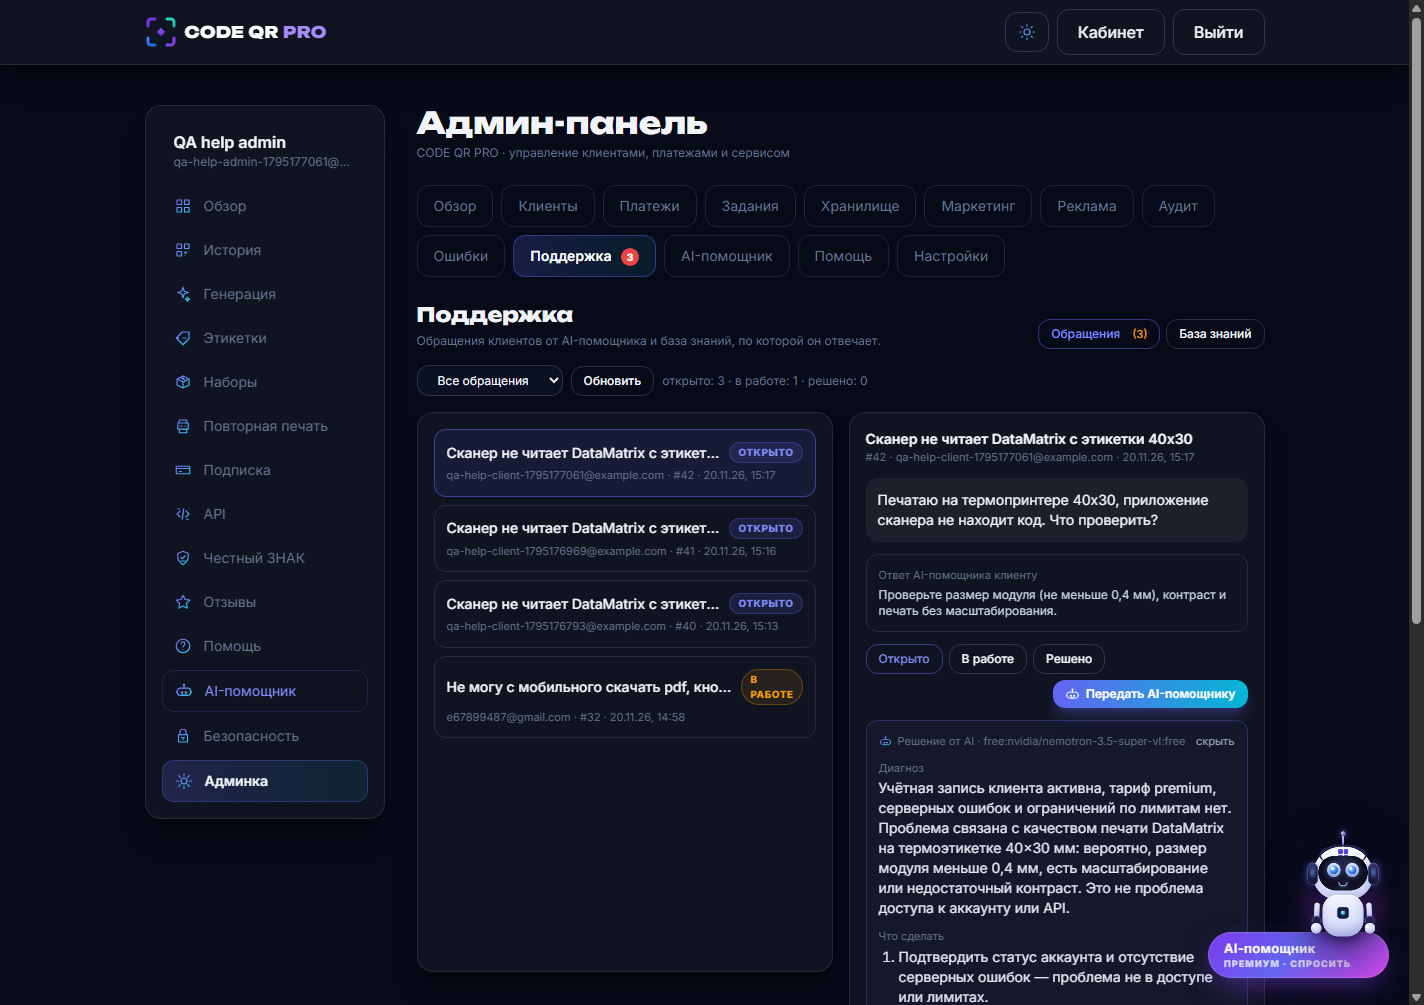 CODE QR PRO
Кабинет
Выйти
QA help admin
qa-help-admin-1795177061@...
Обзор
История
Генерация
Этикетки
Наборы
Повторная печать
Подписка
API
Честный ЗНАК
Отзывы
Помощь
AI-помощник
Безопасность
Админка
Админ-панель
CODE QR PRO · управление клиентами, платежами и сервисом
Обзор
Клиенты
Платежи
Задания
Хранилище
Маркетинг
Реклама
Аудит
Ошибки
Поддержка 3
AI-помощник
Помощь
Настройки
Поддержка
Обращения клиентов от AI-помощника и база знаний, по которой он отвечает.
Обращения (3)
База знаний
Все обращения
Обновить
открыто: 3 · в работе: 1 · решено: 0
Сканер не читает DataMatrix с этикет...
ОТКРЫТО
qa-help-client-1795177061@example.com · #42 · 20.11.26, 15:17
Сканер не читает DataMatrix с этикет...
ОТКРЫТО
qa-help-client-1795176969@example.com · #41 · 20.11.26, 15:16
Сканер не читает DataMatrix с этикет...
ОТКРЫТО
qa-help-client-1795176793@example.com · #40 · 20.11.26, 15:13
Не могу с мобильного скачать pdf, кно...
В РАБОТЕ
e67899487@gmail.com · #32 · 20.11.26, 14:58
Сканер не читает DataMatrix с этикетки 40x30
#42 · qa-help-client-1795177061@example.com · 20.11.26, 15:17
Печатаю на термопринтере 40x30, приложение
сканера не находит код. Что проверить?
Ответ AI-помощника клиенту
Проверьте размер модуля (не меньше 0,4 мм), контраст и
печать без масштабирования.
Открыто
В работе
Решено
Передать AI-помощнику
Решение от AI · free:nvidia/nemotron-3.5-super-vl:free
скрыть
Диагноз
Учётная запись клиента активна, тариф premium,
серверных ошибок и ограничений по лимитам нет.
Проблема связана с качеством печати DataMatrix
на термоэтикетке 40×30 мм: вероятно, размер
модуля меньше 0,4 мм, есть масштабирование
или недостаточный контраст. Это не проблема
доступа к аккаунту или API.
Что сделать
1. Подтвердить статус аккаунта и отсутствие
серверных ошибок — проблема не в доступе
или лимитах.
AI-помощник
ПРЕМИУМ · СПРОСИТЬ